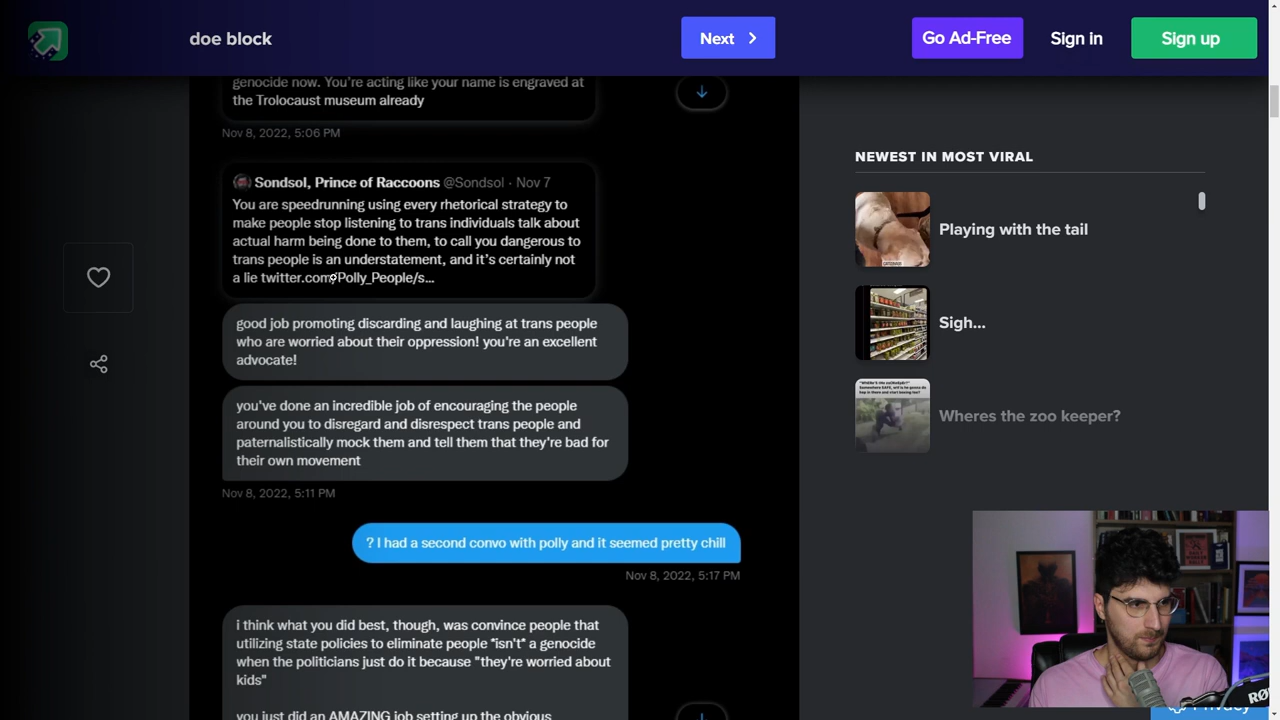 doe block
Next
Go Ad-Free
Sign in
Sign up
genocide now. You're acting like your name is engraved at
the Trolocaust museum already
Nov 8, 2022, 5:06 PM
Sondsol, Prince of Raccoons @Sondsol · Nov 7
You are speedrunning using every rhetorical strategy to
make people stop listening to trans individuals talk about
actual harm being done to them, to call you dangerous to
trans people is an understatement, and it's certainly not
a lie twitter.com/Polly_People/s...
good job promoting discarding and laughing at trans people
who are worried about their oppression! you're an excellent
advocate!
you've done an incredible job of encouraging the people
around you to disregard and disrespect trans people and
paternalistically mock them and tell them that they're bad for
their own movement
Nov 8, 2022, 5:11 PM
? I had a second convo with polly and it seemed pretty chill
Nov 8, 2022, 5:17 PM
i think what you did best, though, was convince people that
utilizing state policies to eliminate people *isn't* a genocide
when the politicians just do it because "they're worried about
kids"
you just did an AMAZING job setting up the obvious
NEWEST IN MOST VIRAL
Playing with the tail
Sigh...
Wheres the zoo keeper?
Privacy